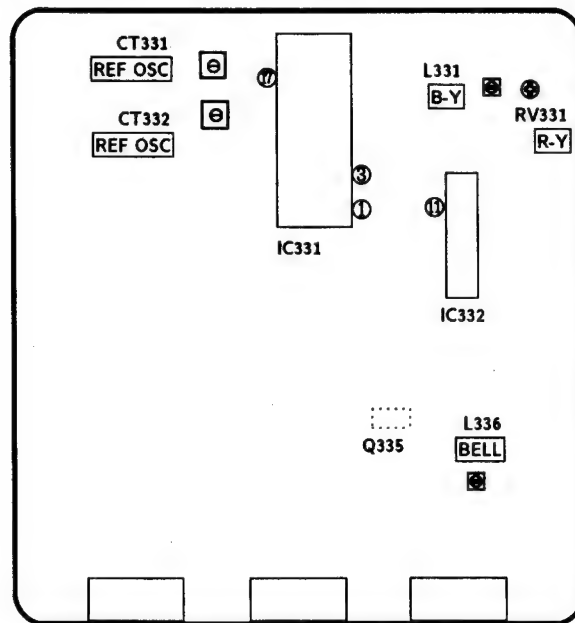 CT331
REF OSC
CT332
REF OSC
17
3
1
IC331
L331
B-Y
RV331
R-Y
11
IC332
Q335
L336
BELL